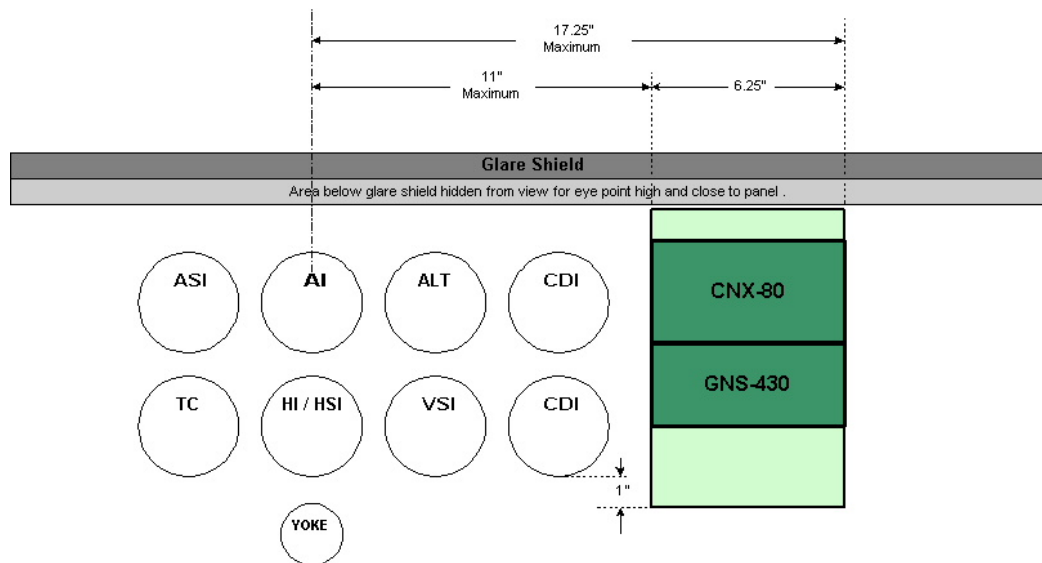 17.25"
Maximum
11"
Maximum
6.25"
Glare Shield
Area below glare shield hidden from view for eye point high and close to panel .
ASI
AI
ALT
CDI
CNX-80
GNS-430
TC
HI / HSI
VSI
CDI
1"
YOKE